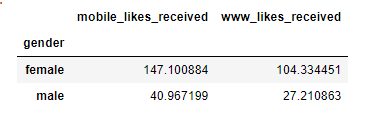 mobile_likes_received www_likes_received
gender
female 147.100884 104.334451
male 40.967199 27.210863